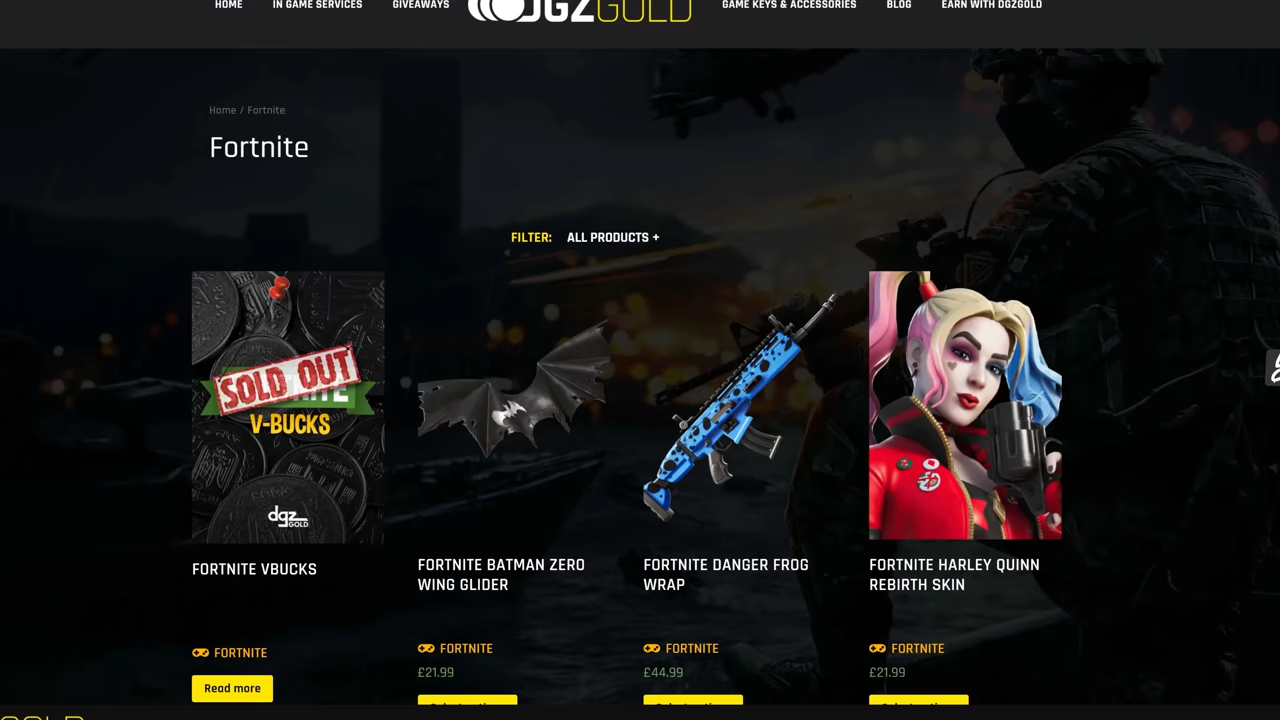 HOME IN GAME SERVICES GIVEAWAYS DGZGOLD GAME KEYS & ACCESSORIES BLOG EARN WITH DGZGOLD
Home / Fortnite
Fortnite
FILTER: ALL PRODUCTS +
SOLD OUT
V-BUCKS
dgz
GOLD
FORTNITE VBUCKS
FORTNITE
Read more
FORTNITE BATMAN ZERO
WING GLIDER
FORTNITE
£21.99
FORTNITE DANGER FROG
WRAP
FORTNITE
£44.99
FORTNITE HARLEY QUINN
REBIRTH SKIN
FORTNITE
£21.99